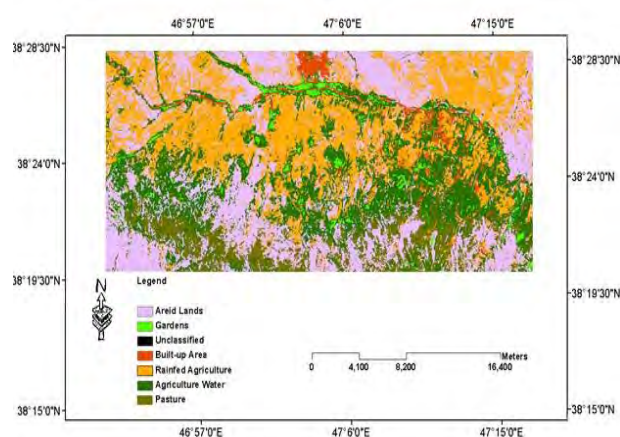 46°57'0"E 47°6'0"E 47°15'0"E
38°28'30"N 38°28'30"N
38°24'0"N 38°24'0"N
38°19'30"N 38°19'30"N
Legend
N
Areid Lands
Gardens
Unclassified
Built-up Area
Rainfed Agriculture
Agriculture Water
Pasture
Meters
0 4,100 8,200 16,400
38°15'0"N 38°15'0"N
46°57'0"E 47°6'0"E 47°15'0"E